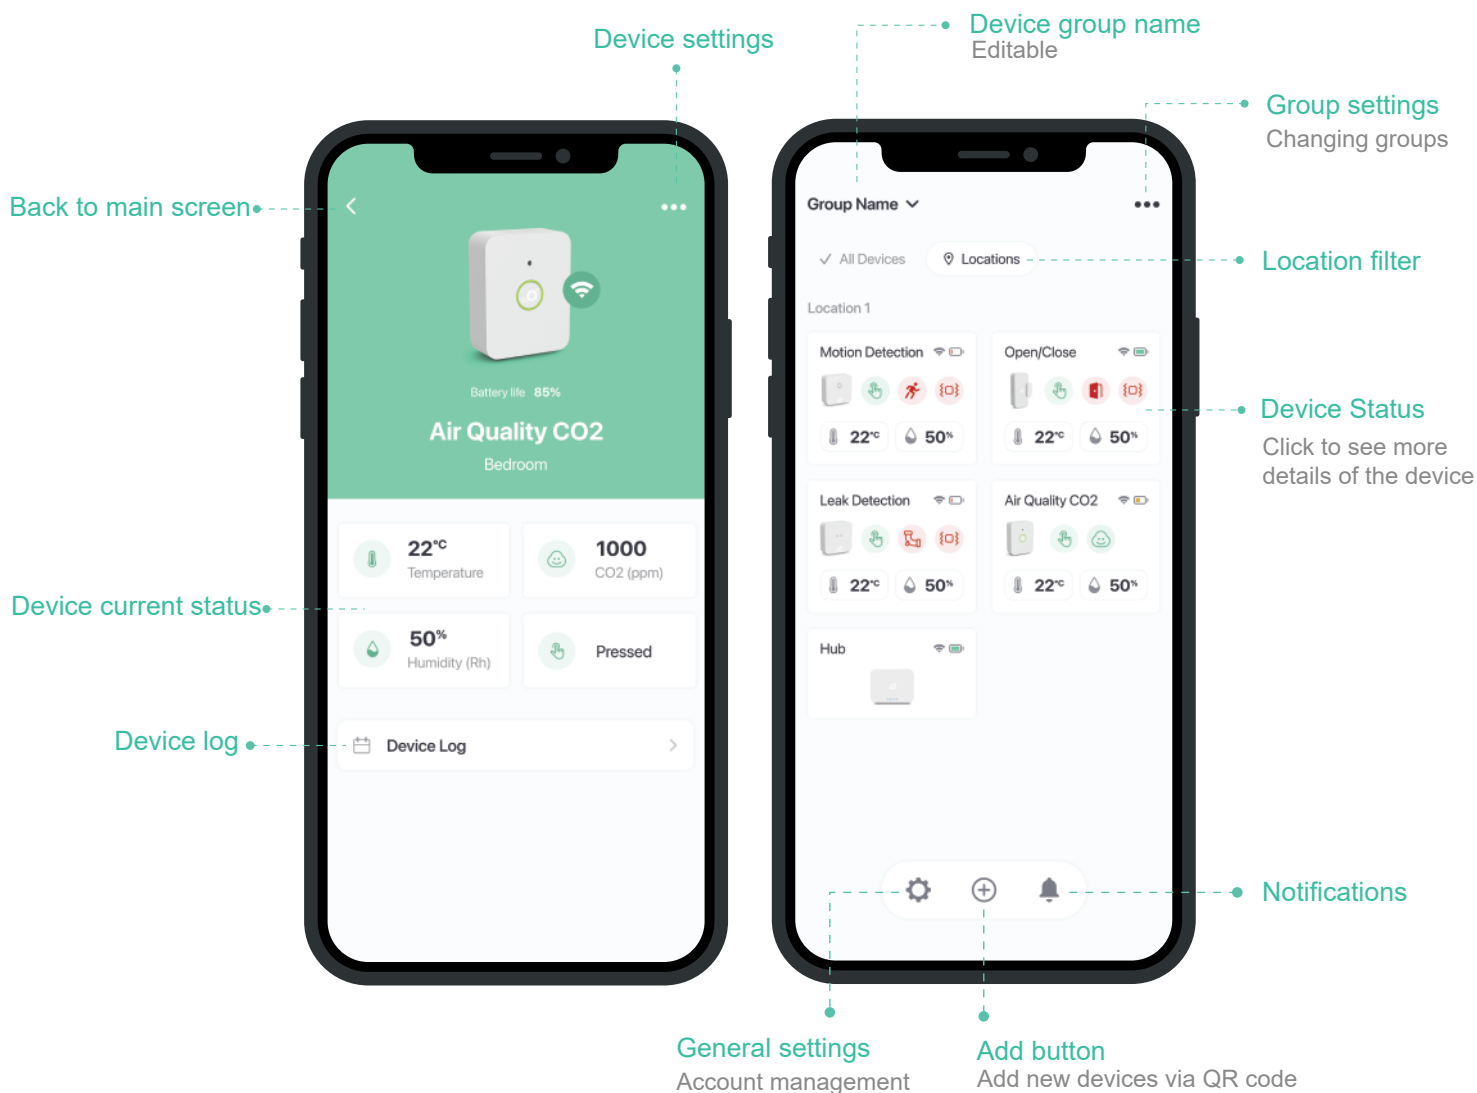 Device settings
Back to main screen
Battery life 85%
Air Quality CO2
Bedroom
22°C
Temperature
1000
CO2 (ppm)
50%
Humidity (Rh)
Pressed
Device current status
Device log
Device Log
Device group name
Editable
Group settings
Changing groups
Group Name
All Devices
Locations
Location filter
Location 1
Motion Detection
22°C
50%
Open/Close
22°C
50%
Device Status
Click to see more
details of the device
Leak Detection
22°C
50%
Air Quality CO2
22°C
50%
Hub
Notifications
General settings
Account management
Add button
Add new devices via QR code